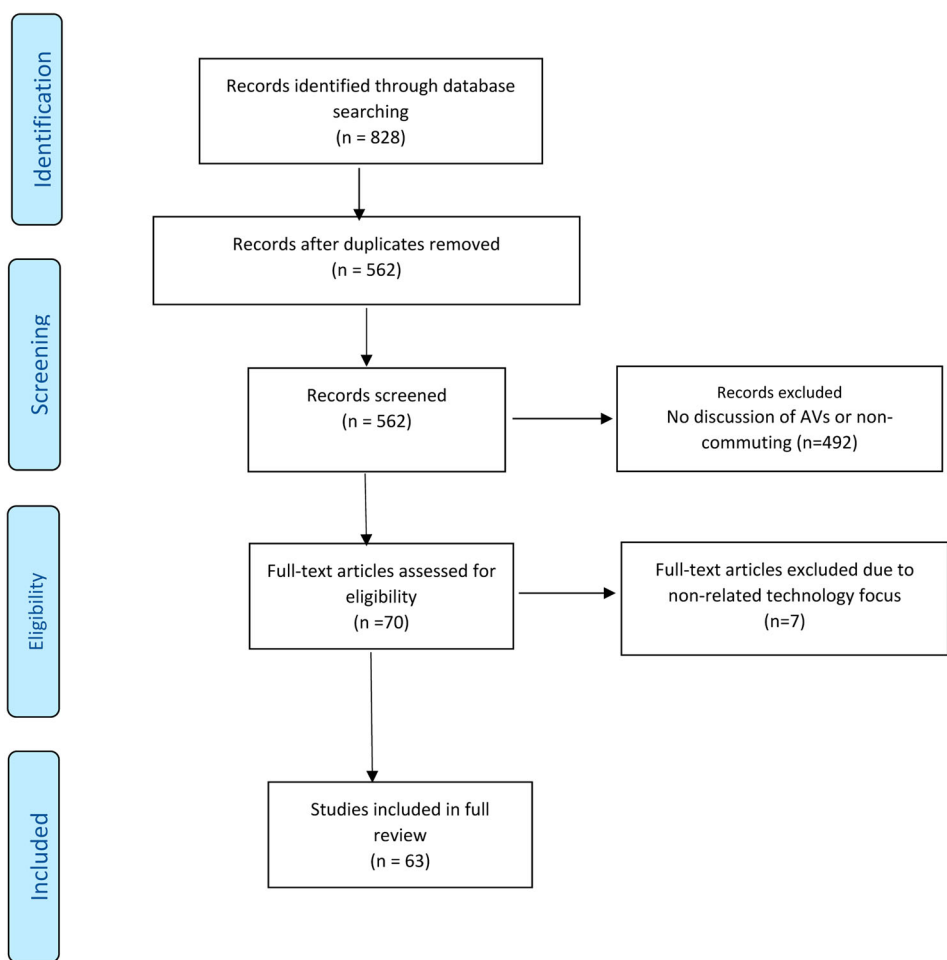 Identification
Records identified through database
searching
(n = 828)
Records after duplicates removed
(n = 562)
Screening
Records screened
(n = 562)
Records excluded
No discussion of AVs or non-
commuting (n=492)
Eligibility
Full-text articles assessed for
eligibility
(n =70)
Full-text articles excluded due to
non-related technology focus
(n=7)
Included
Studies included in full
review
(n = 63)